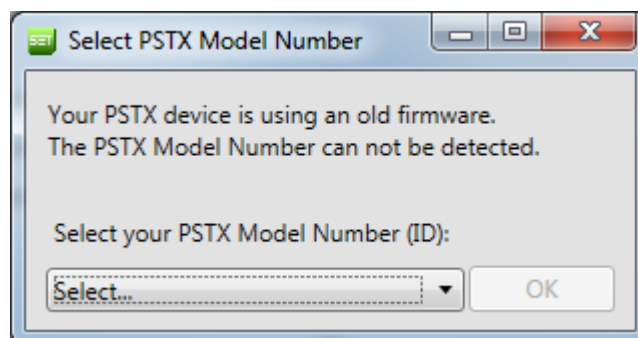 SET Select PSTX Model Number
Your PSTX device is using an old firmware.
The PSTX Model Number can not be detected.
Select your PSTX Model Number (ID):
Select... OK